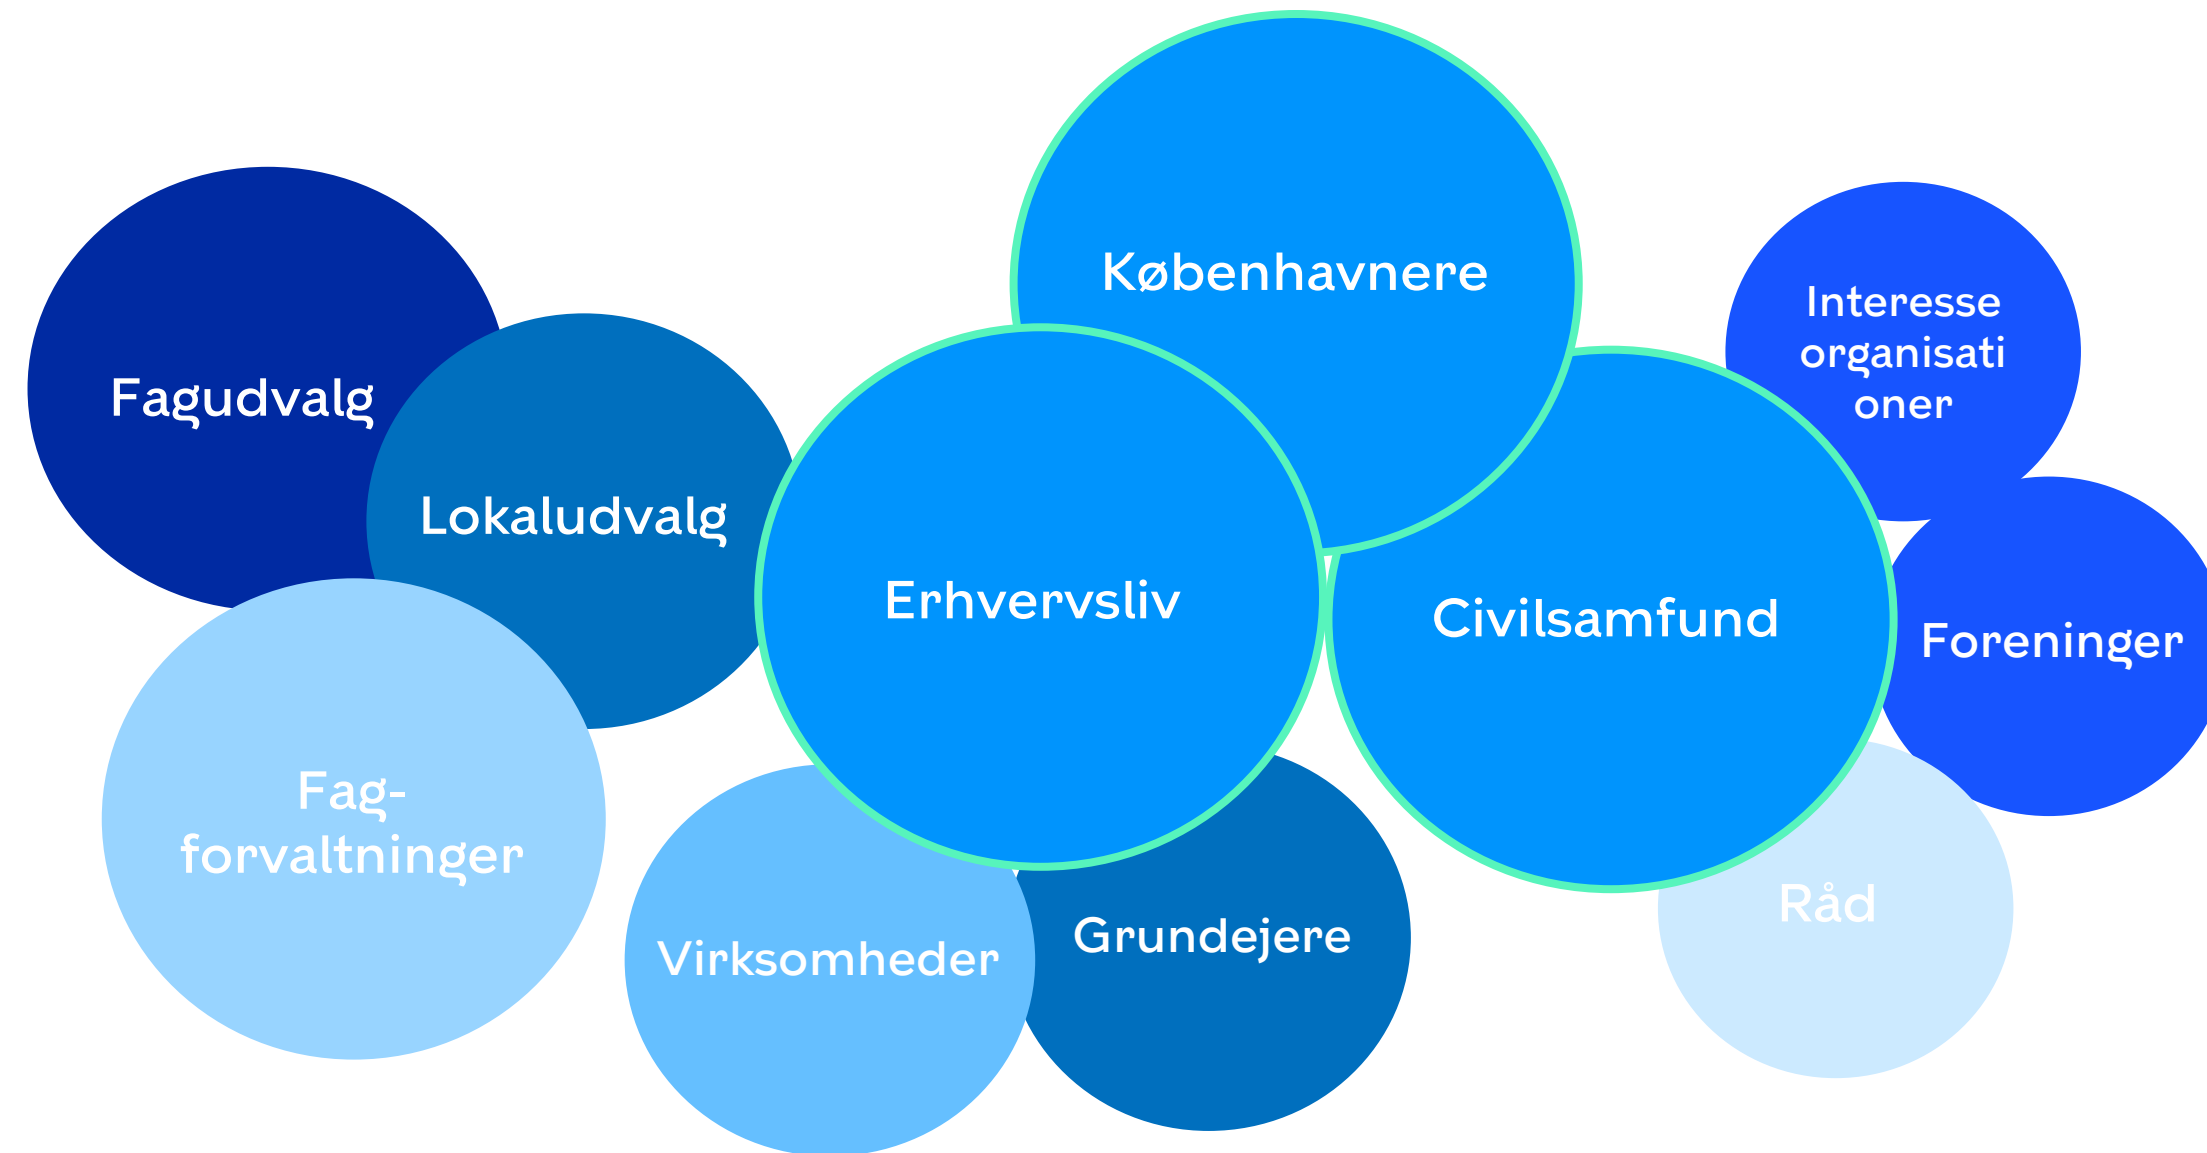 Københavnere
Interesse
organisati
oner
Fagudvalg
Lokaludvalg
Erhvervsliv
Civilsamfund
Foreninger
Fag-
forvaltninger
Virksomheder
Grundejere
Råd